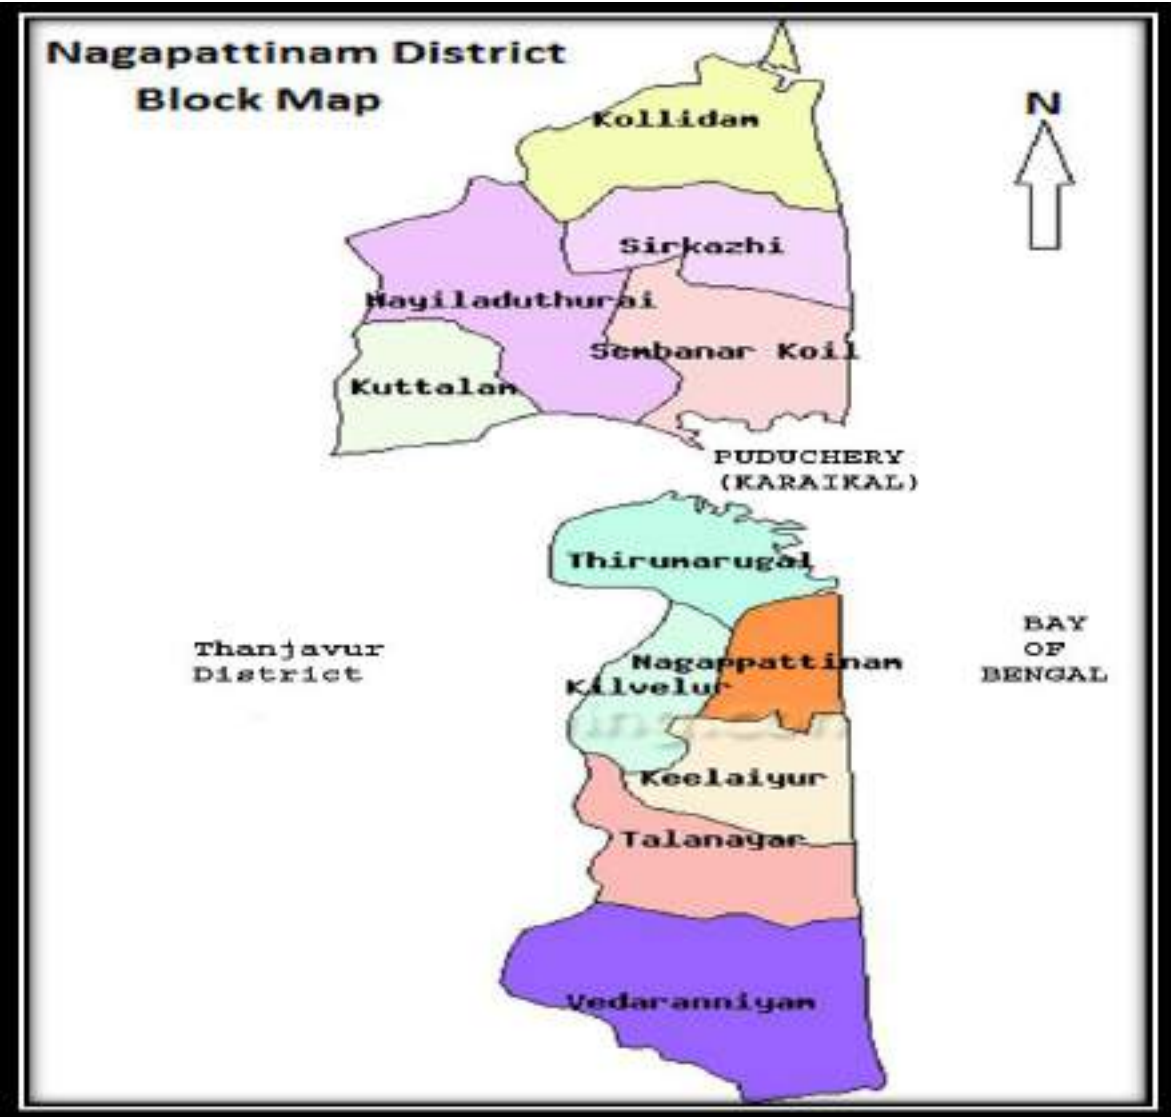 Nagapattinam District
Block Map
N
Kollidam
Sirkazhi
Mayiladuthurai
Sembanar Koil
Kuttalam
PUDUCHERY
(KARAIKAL)
Thirumarugal
Thanjavur
District
BAY
OF
BENGAL
Nagappattinam
Kilvelur
Keelaiyur
Talanayar
Vedaranniyam